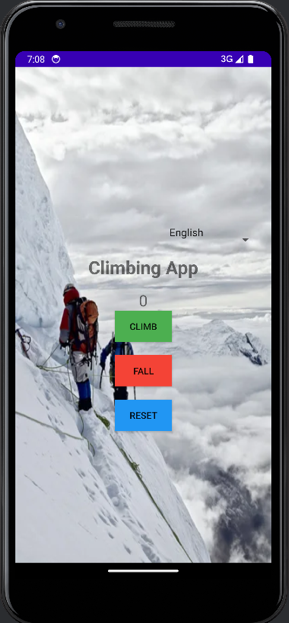 7:08 3G
English
Climbing App
0
CLIMB
FALL
RESET